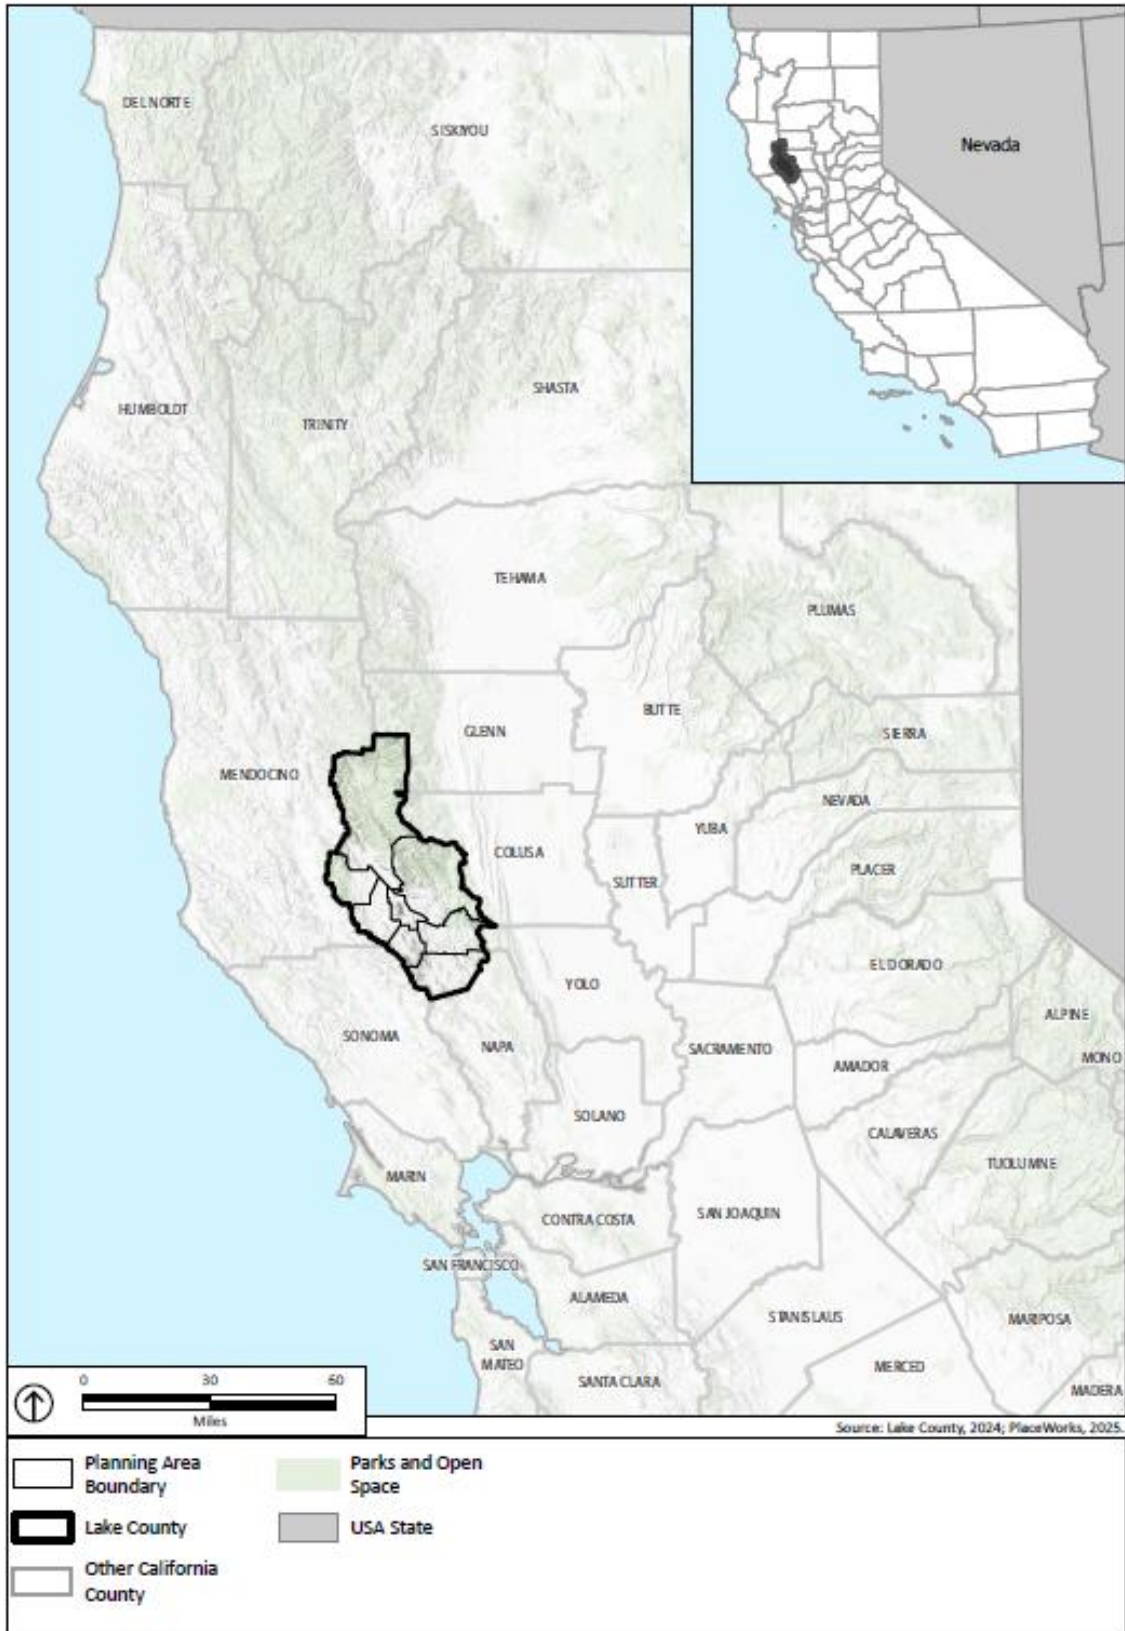 DEL NORTE
SISKIYOU
Nevada
HUMBOLDT
TRINITY
SHASTA
TEHAMA
PLUMAS
BUTTE
GLENN
SIERRA
MENDOCINO
NEVADA
YUBA
COLUSA
SUTTER
PLACER
EL DORADO
YOLO
ALPINE
SONOMA
NAPA
SACRAMENTO
MONO
AMADOR
SOLANO
CALAVERAS
TUOLUMNE
MARIN
CONTRA COSTA
SAN JOAQUIN
SAN FRANCISCO
ALAMEDA
STANISLAUS
MARIPOSA
SAN
MATEO
MERCED
SANTA CLARA
MADERA
0 30 60
Miles
Source: Lake County, 2024; PlaceWorks, 2025.
Planning Area
Boundary
Parks and Open
Space
Lake County
USA State
Other California
County